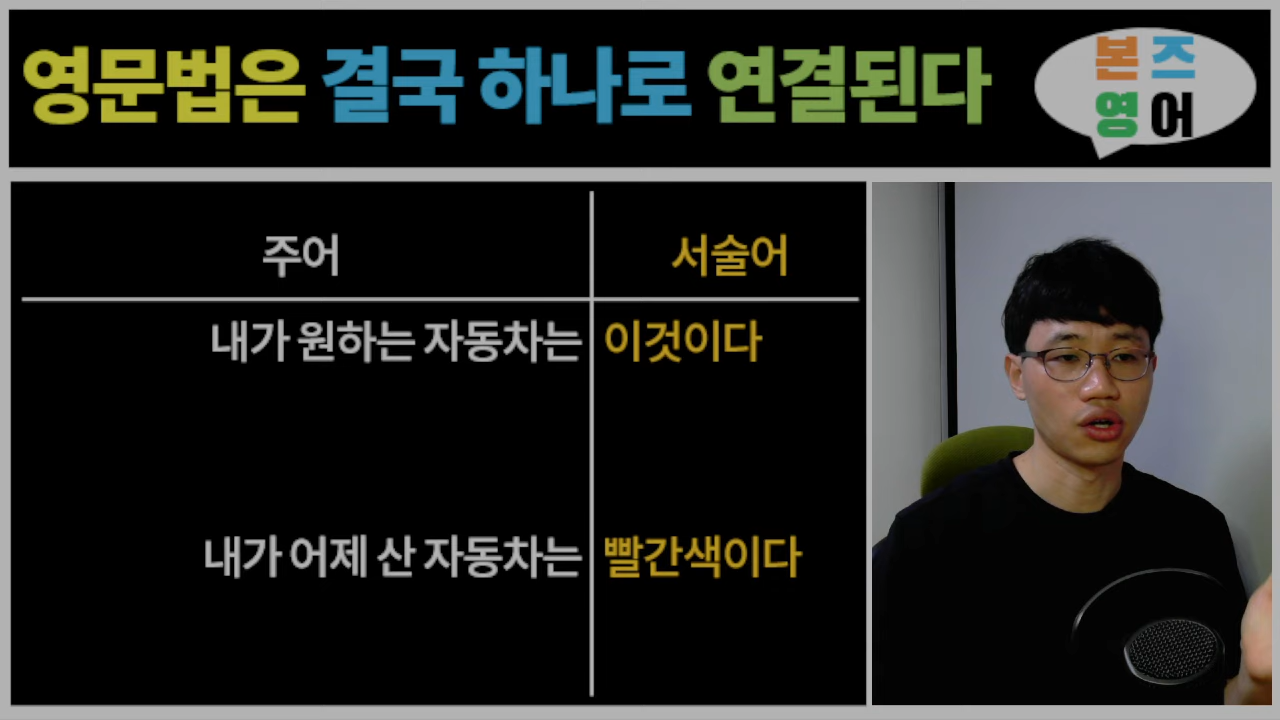 영문법은 결국 하나로 연결된다
본즈
영어
주어 서술어
내가 원하는 자동차는 이것이다
내가 어제 산 자동차는 빨간색이다